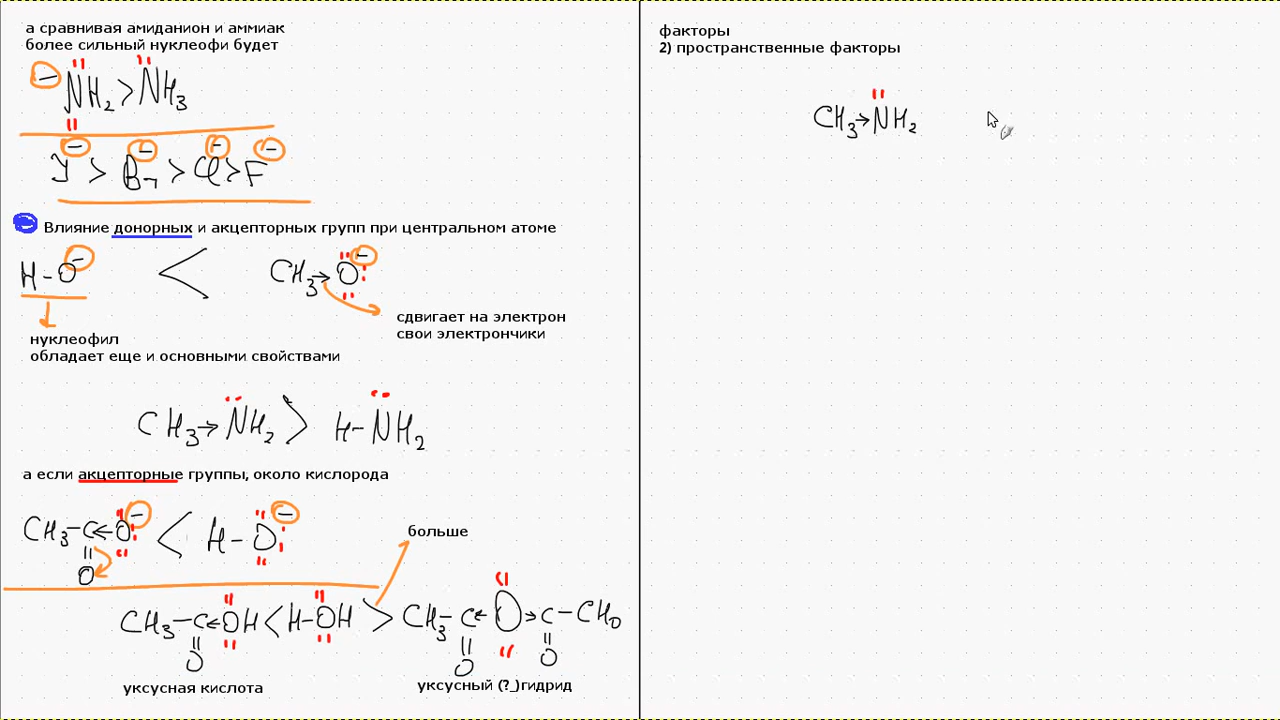 а сравнивая амиданион и аммиак
более сильный нуклеофи будет
⊖NH2 > NH3
J⊖ > Br⊖ > Cl⊖ > F⊖
Влияние донорных и акцепторных групп при центральном атоме
H-O⊖ < CH3→O⊖
сдвигает на электрон
свои электрончики
нуклеофил
обладает еще и основными свойствами
CH3→NH2 > H-NH2
а если акцепторные группы, около кислорода
CH3-C←O⊖ < H-O⊖
O
больше
CH3-C←OH < H-OH > CH3-C←O→C-CH0
O O O
уксусная кислота
уксусный (?_)гидрид
факторы
2) пространственные факторы
CH3→NH2